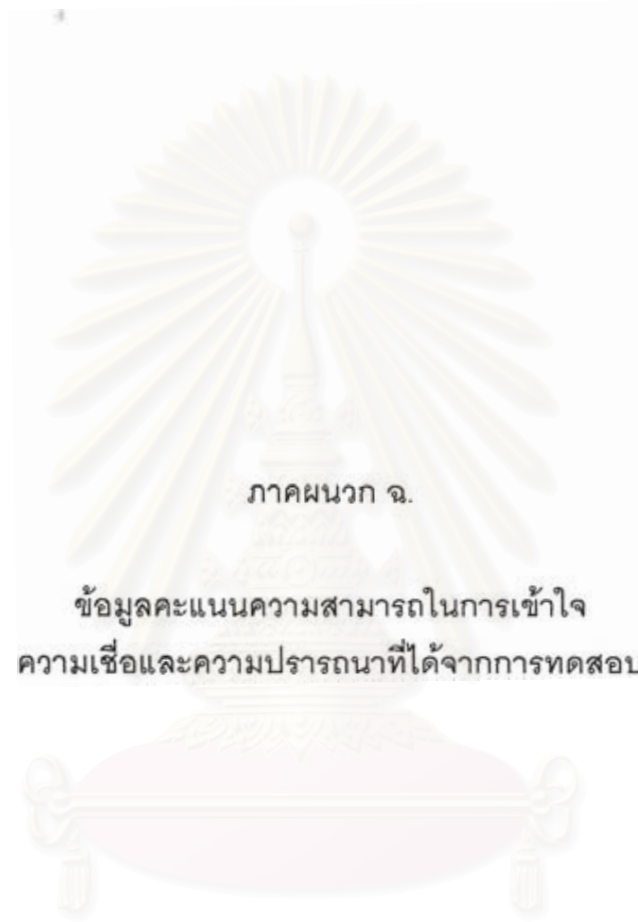 ภาคผนวก ฉ.
ข้อมูลคะแนนความสามารถในการเข้าใจ
ความเชื่อและความปรารถนาที่ได้จากการทดสอบ